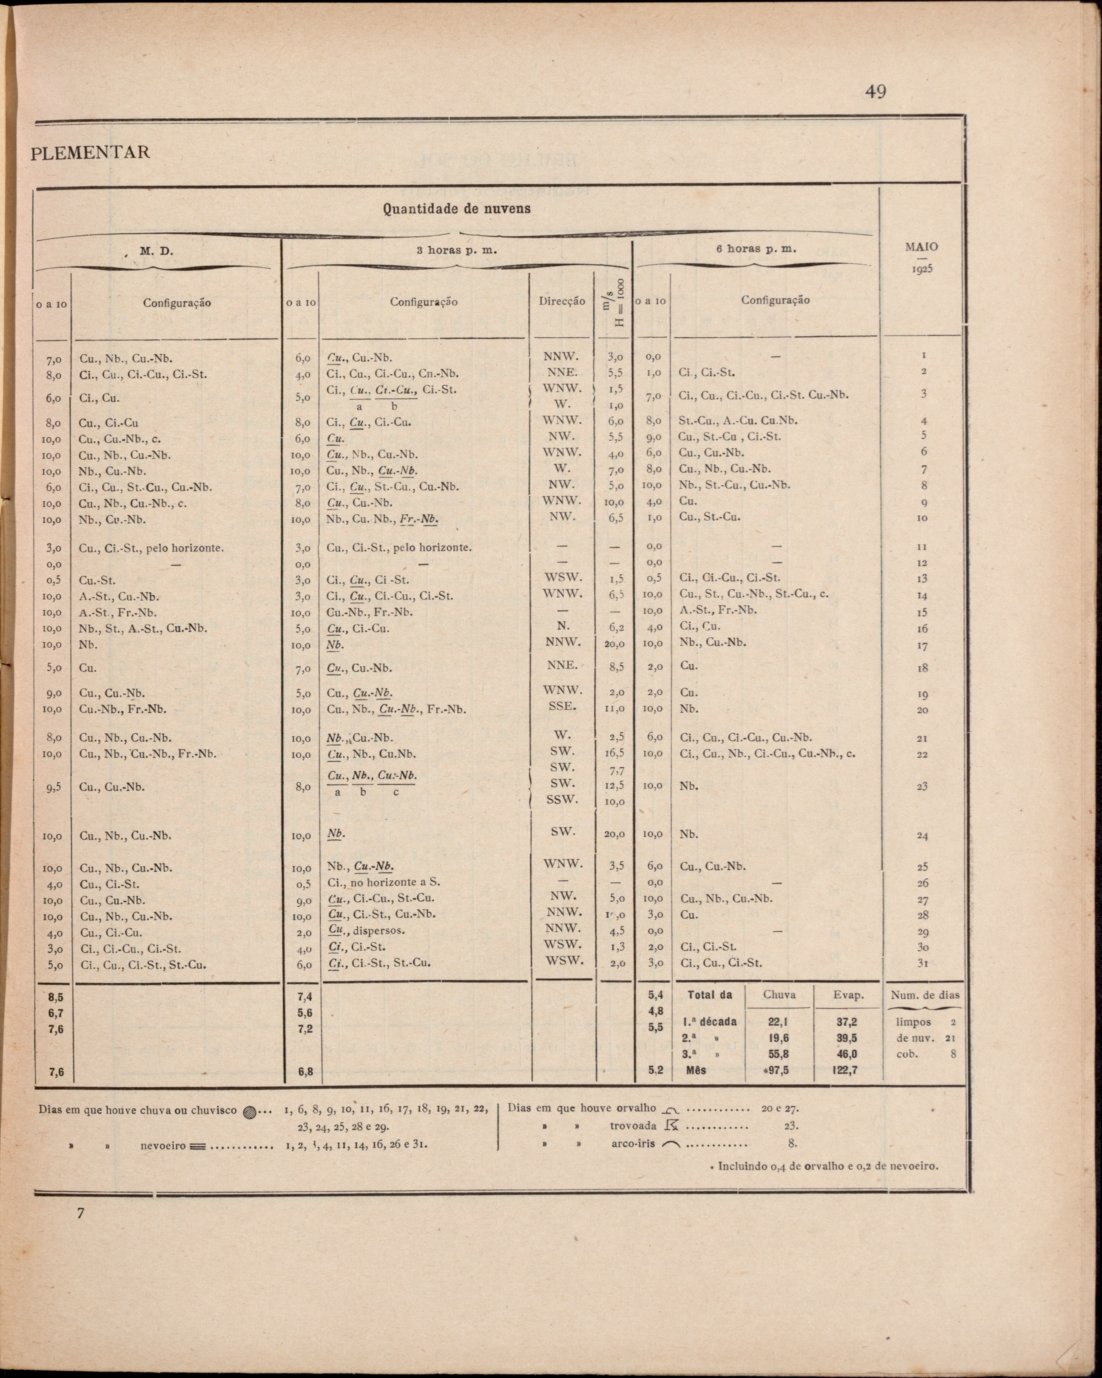 49
PLEMENTAR
Quantidade de nuvens
M. D. 3 horas p. m. 6 horas p. m. MAIO
1925
0 a 10 Configuração 0 a 10 Configuração Direcção m/s H = 1000 0 a 10 Configuração
7,0 Cu., Nb., Cu.-Nb. 6,0 Cu., Cu.-Nb. NNW. 3,0 0,0 — 1
8,0 Ci., Cu., Ci.-Cu., Ci.-St. 4,0 Ci., Cu., Ci.-Cu., Cn.-Nb. NNE. 5,5 1,0 Ci., Ci.-St. 2
6,0 Ci., Cu. 5,0 Ci., Cu., Ci.-Cu., Ci.-St. WNW. 1,5 7,0 Ci., Cu., Ci.-Cu., Ci.-St. Cu.-Nb. 3
a b W. 1,0
8,0 Cu., Ci.-Cu 8,0 Ci., Cu., Ci.-Cu. WNW. 6,0 8,0 St.-Cu., A.-Cu. Cu.Nb. 4
10,0 Cu., Cu.-Nb., c. 6,0 Cu. NW. 5,5 9,0 Cu., St.-Cu , Ci.-St. 5
10,0 Cu., Nb., Cu.-Nb. 10,0 Cu., Nb., Cu.-Nb. WNW. 4,0 6,0 Cu., Cu.-Nb. 6
10,0 Nb., Cu.-Nb. 10,0 Cu., Nb., Cu.-Nb. W. 7,0 8,0 Cu., Nb., Cu.-Nb. 7
6,0 Ci., Cu., St.-Cu., Cu.-Nb. 7,0 Ci., Cu., St.-Cu., Cu.-Nb. NW. 5,0 10,0 Nb., St.-Cu., Cu.-Nb. 8
10,0 Cu., Nb., Cu.-Nb., c. 8,0 Cu., Cu.-Nb. WNW. 10,0 4,0 Cu. 9
10,0 Nb., Cu.-Nb. 10,0 Nb., Cu. Nb., Fr.-Nb. NW. 6,5 1,0 Cu., St.-Cu. 10
3,0 Cu., Ci.-St., pelo horizonte. 3,0 Cu., Ci.-St., pelo horizonte. — — 0,0 — 11
0,0 — 0,0 — — — 0,0 — 12
0,5 Cu.-St. 3,0 Ci., Cu., Ci -St. WSW. 1,5 0,5 Ci., Ci.-Cu., Ci.-St. 13
10,0 A.-St., Cu.-Nb. 3,0 Ci., Cu., Ci.-Cu., Ci.-St. WNW. 6,5 10,0 Cu., St., Cu.-Nb., St.-Cu., c. 14
10,0 A.-St., Fr.-Nb. 10,0 Cu.-Nb., Fr.-Nb. — — 10,0 A.-St., Fr.-Nb. 15
10,0 Nb., St., A.-St., Cu.-Nb. 5,0 Cu., Ci.-Cu. N. 6,2 4,0 Ci., Cu. 16
10,0 Nb. 10,0 Nb. NNW. 20,0 10,0 Nb., Cu.-Nb. 17
5,0 Cu. 7,0 Cu., Cu.-Nb. NNE. 8,5 2,0 Cu. 18
9,0 Cu., Cu.-Nb. 5,0 Cu., Cu.-Nb. WNW. 2,0 2,0 Cu. 19
10,0 Cu.-Nb., Fr.-Nb. 10,0 Cu., Nb., Cu.-Nb., Fr.-Nb. SSE. 11,0 10,0 Nb. 20
8,0 Cu., Nb., Cu.-Nb. 10,0 Nb., Cu.-Nb. W. 2,5 6,0 Ci., Cu., Ci.-Cu., Cu.-Nb. 21
10,0 Cu., Nb., Cu.-Nb., Fr.-Nb. 10,0 Cu., Nb., Cu.Nb. SW. 16,5 10,0 Ci., Cu., Nb., Ci.-Cu., Cu.-Nb., c. 22
SW. 7,7
9,5 Cu., Cu.-Nb. 8,0 Cu., Nb., Cu.-Nb. SW. 12,5 10,0 Nb. 23
a b c SSW. 10,0
10,0 Cu., Nb., Cu.-Nb. 10,0 Nb. SW. 20,0 10,0 Nb. 24
10,0 Cu., Nb., Cu.-Nb. 10,0 Nb., Cu.-Nb. WNW. 3,5 6,0 Cu., Cu.-Nb. 25
4,0 Cu., Ci.-St. 0,5 Ci., no horizonte a S. — — 0,0 — 26
10,0 Cu., Cu.-Nb. 9,0 Cu., Ci.-Cu., St.-Cu. NW. 5,0 10,0 Cu., Nb., Cu.-Nb. 27
10,0 Cu., Nb., Cu.-Nb. 10,0 Cu., Ci.-St., Cu.-Nb. NNW. 3,0 Cu. 28
4,0 Cu., Ci.-Cu. 2,0 Cu., dispersos. NNW. 4,5 0,0 — 29
3,0 Ci., Ci.-Cu., Ci.-St. 4,0 Ci., Ci.-St. WSW. 1,3 2,0 Ci., Ci.-St. 30
5,0 Ci., Cu., Ci.-St., St.-Cu. 6,0 Ci., Ci.-St., St.-Cu. WSW. 2,0 3,0 Ci., Cu., Ci.-St. 31
8,5 7,4 5,4 Total da Chuva Evap. Num. de dias
6,7 5,6 4,8
7,6 7,2 5,5 1.ª década 22,1 37,2 limpos 2
2.ª » 19,6 39,5 de nuv. 21
3.ª » 55,8 46,0 cob. 8
7,6 6,8 5,2 Mês *97,5 122,7
Dias em que houve chuva ou chuvisco ... 1, 6, 8, 9, 10, 11, 16, 17, 18, 19, 21, 22,
23, 24, 25, 28 e 29.
» » nevoeiro ............ 1, 2, 4, 11, 14, 16, 26 e 31.
Dias em que houve orvalho ............ 20 e 27.
» » trovoada ............ 23.
» » arco-iris ............ 8.
* Incluindo 0,4 de orvalho e 0,2 de nevoeiro.
7